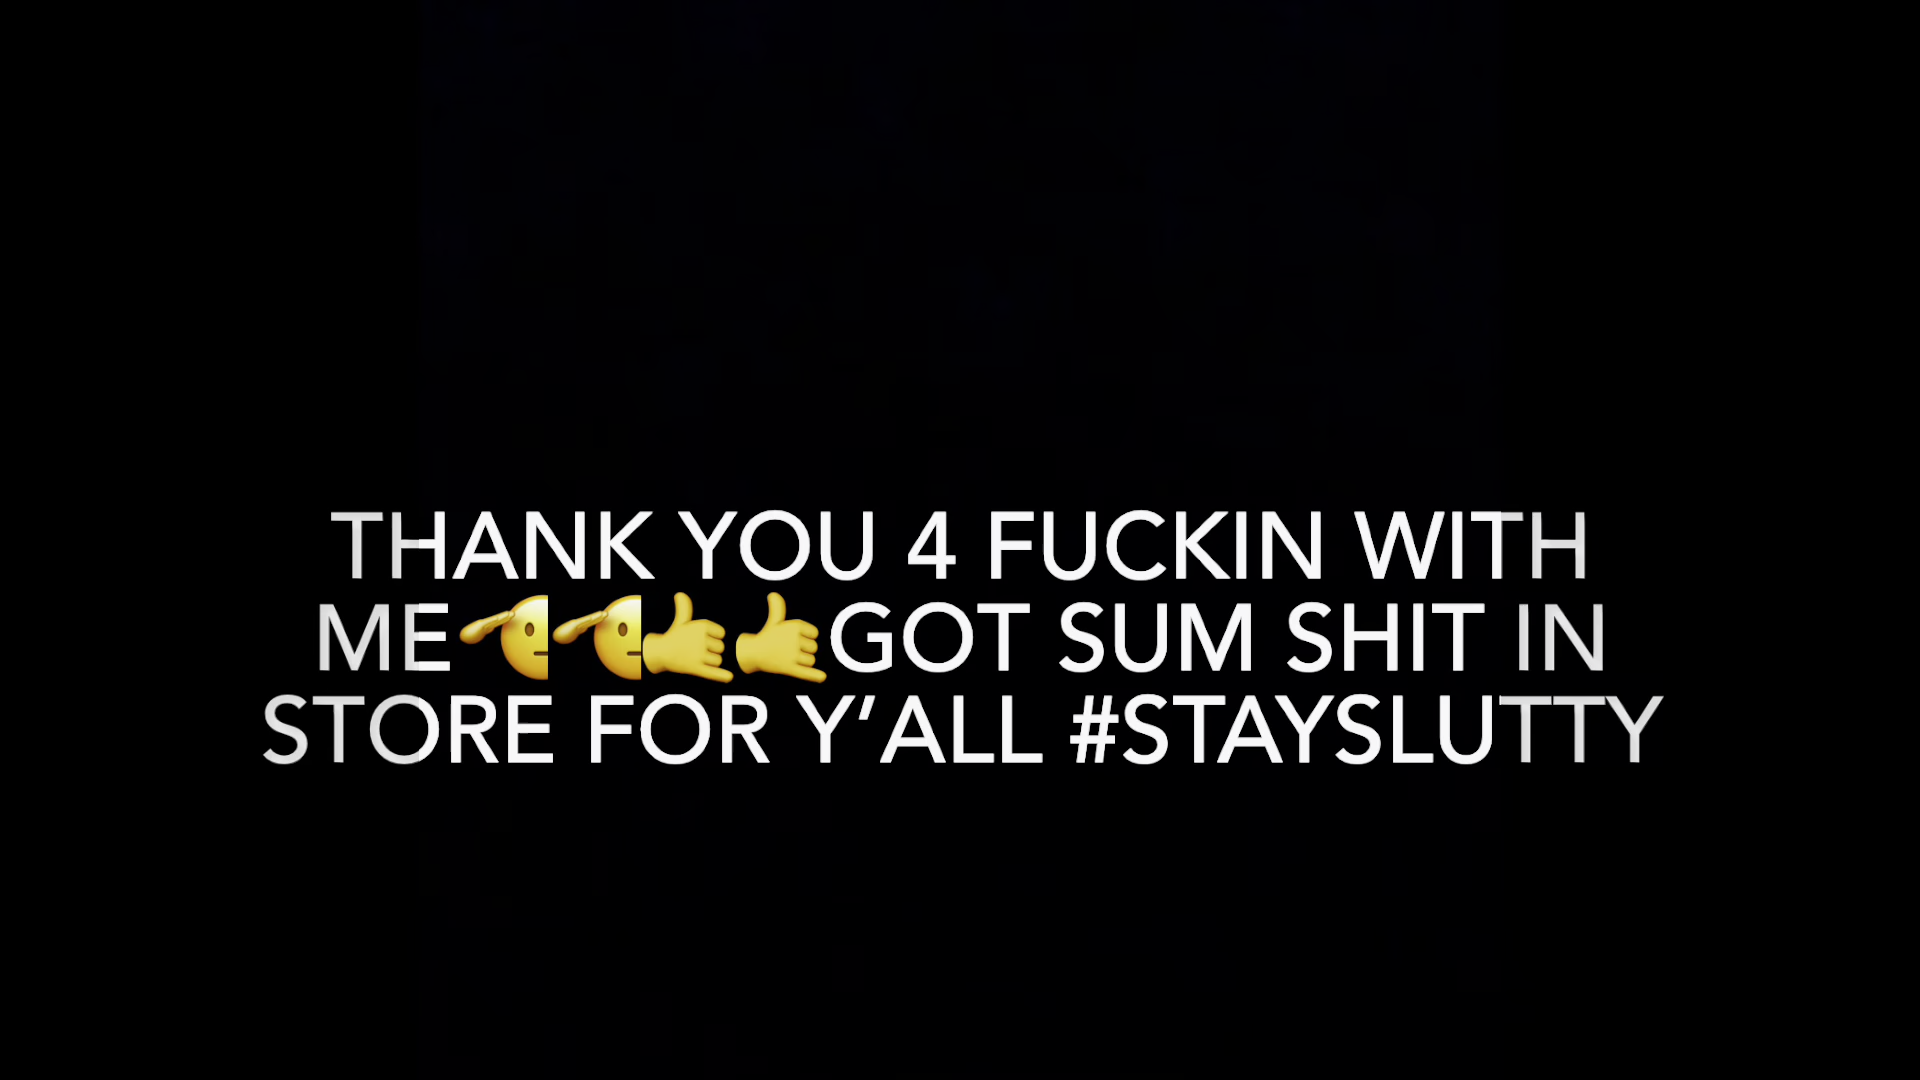 THANK YOU 4 FUCKIN WITH
ME🫡🫡🤙🤙GOT SUM SHIT IN
STORE FOR Y’ALL #STAYSLUTTY